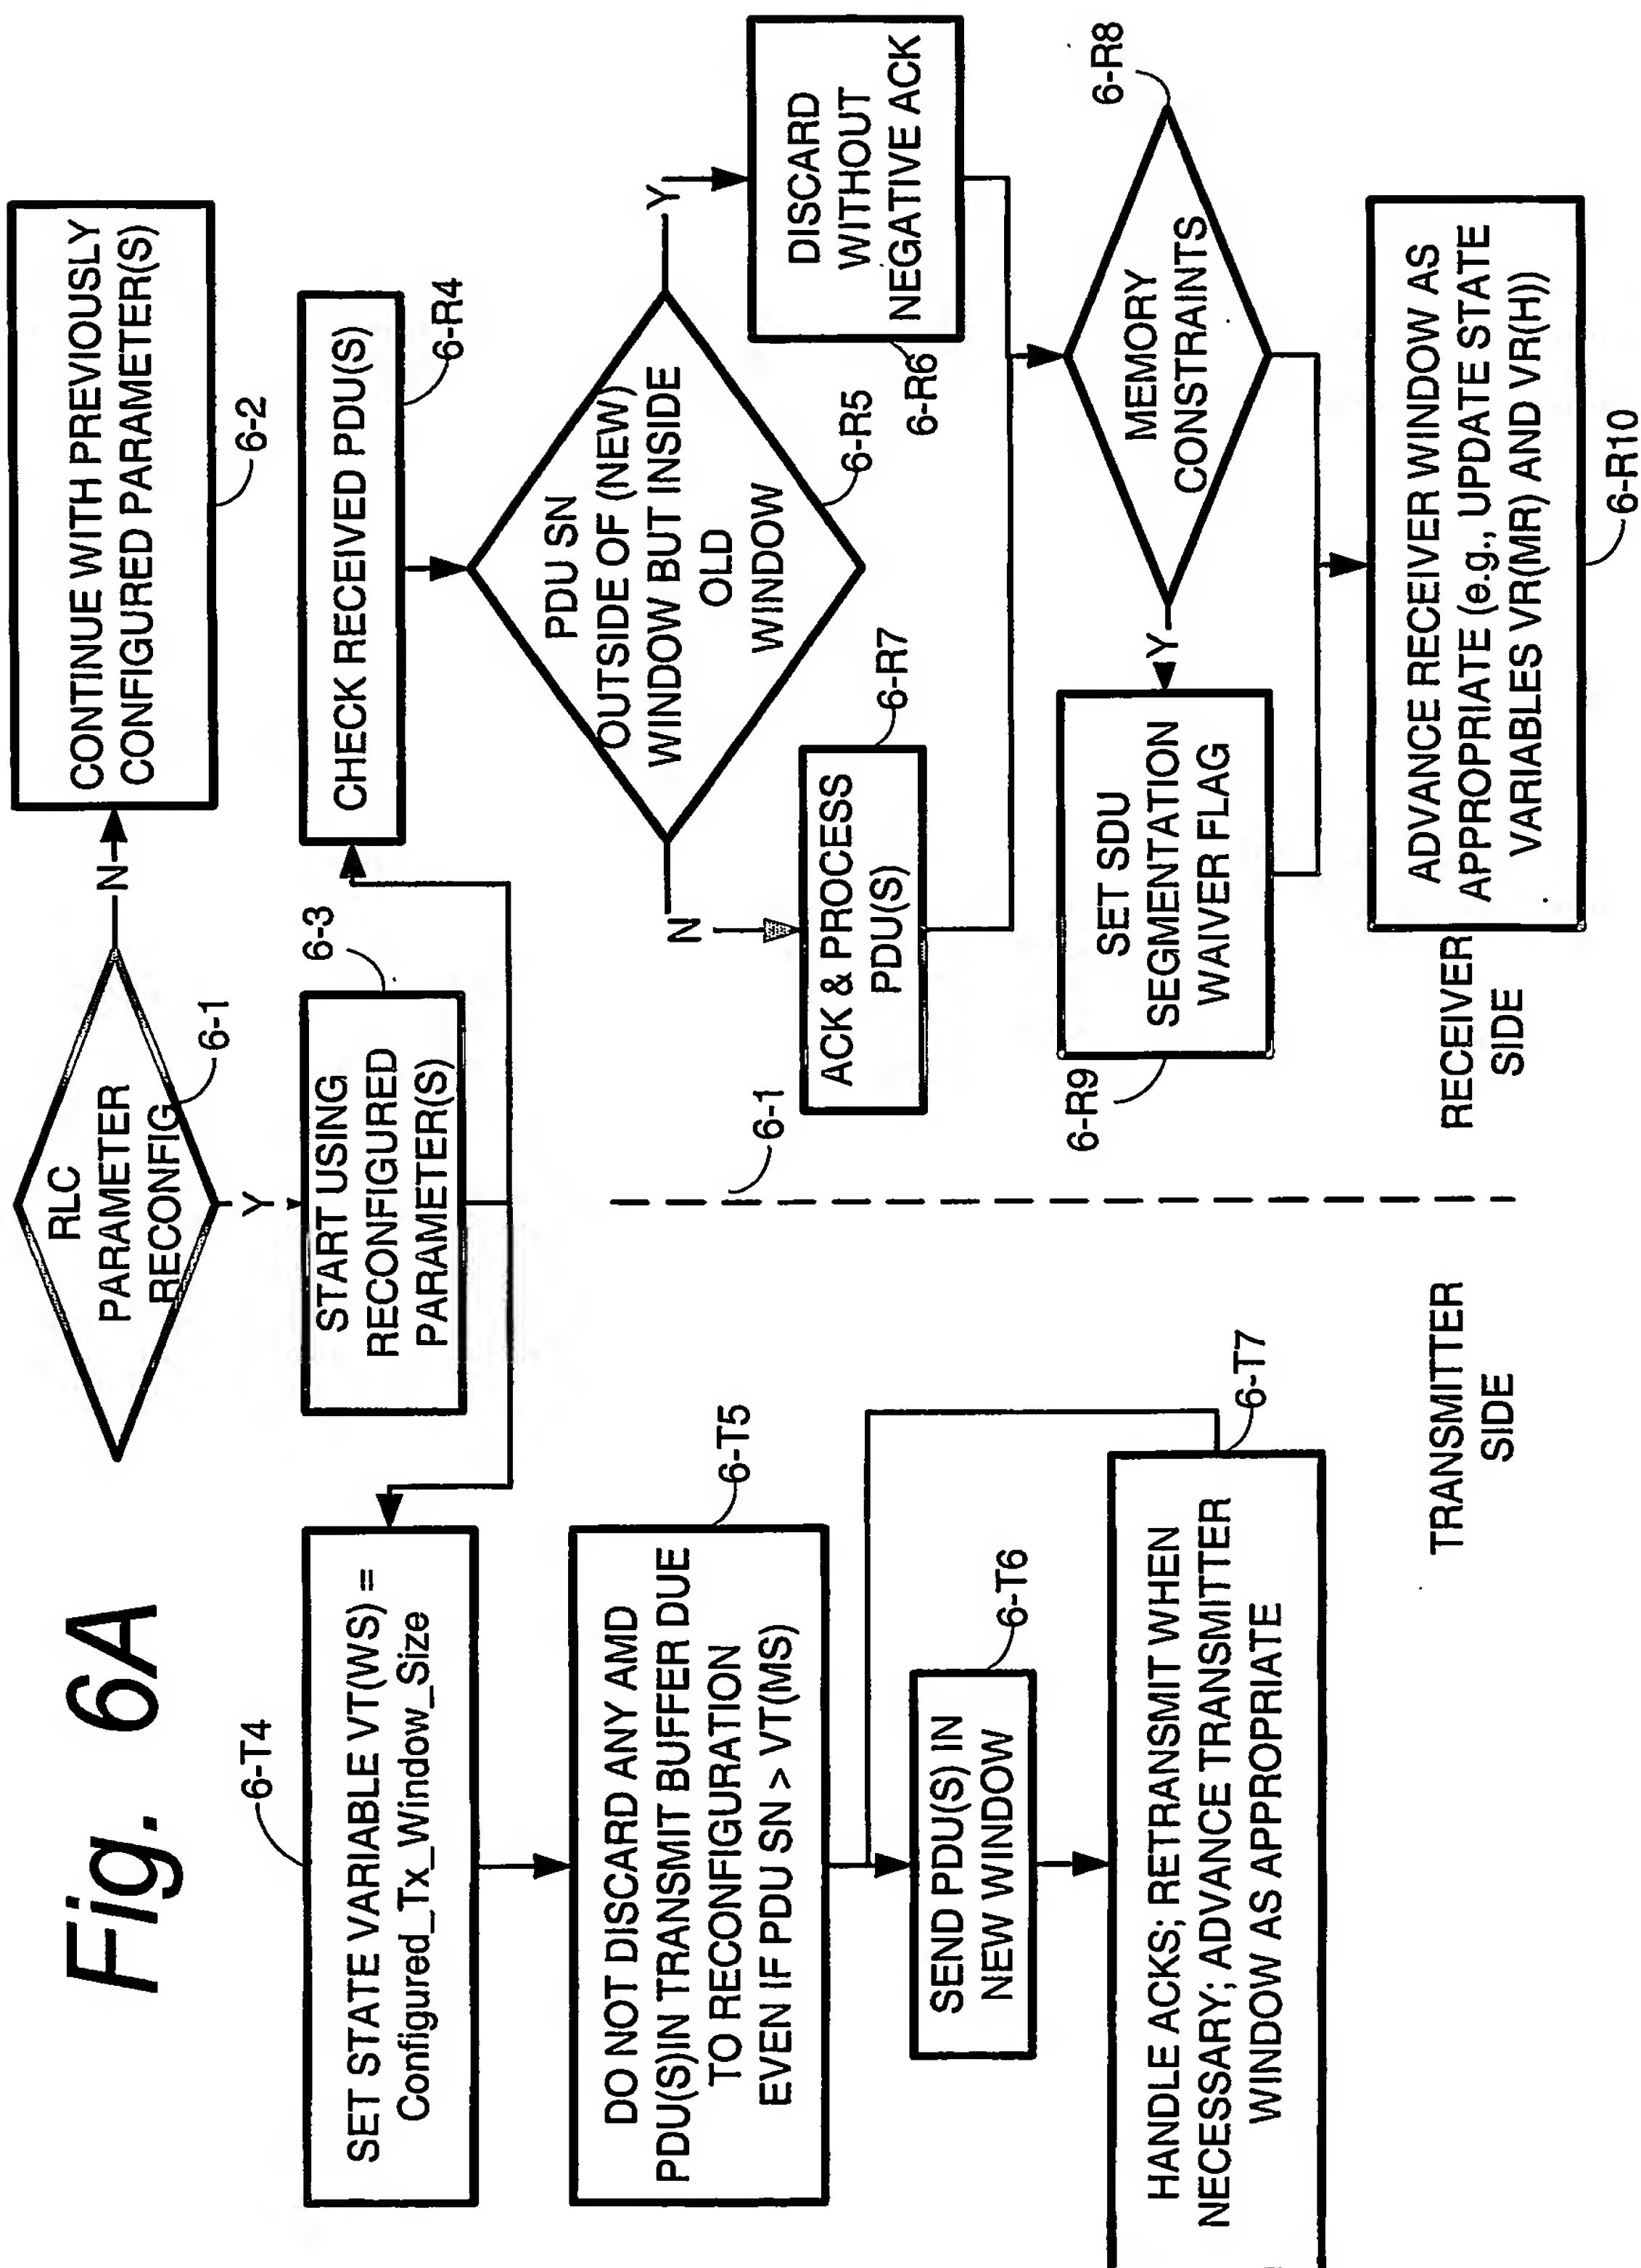 Fig. 6A
RLC
PARAMETER
RECONFIG
6-1
N
CONTINUE WITH PREVIOUSLY
CONFIGURED PARAMETER(S)
6-2
Y
START USING
RECONFIGURED
PARAMETER(S)
6-3
6-T4
SET STATE VARIABLE VT(WS) =
Configured_Tx_Window_Size
DO NOT DISCARD ANY AMD
PDU(S)IN TRANSMIT BUFFER DUE
TO RECONFIGURATION
EVEN IF PDU SN > VT(MS)
6-T5
SEND PDU(S) IN
NEW WINDOW
6-T6
HANDLE ACKS; RETRANSMIT WHEN
NECESSARY; ADVANCE TRANSMITTER
WINDOW AS APPROPRIATE
6-T7
TRANSMITTER
SIDE
6-1
CHECK RECEIVED PDU(S)
6-R4
PDU SN
OUTSIDE OF (NEW)
WINDOW BUT INSIDE
OLD
WINDOW
6-R5
N
Y
ACK & PROCESS
PDU(S)
6-R7
DISCARD
WITHOUT
NEGATIVE ACK
6-R6
MEMORY
CONSTRAINTS
6-R8
Y
SET SDU
SEGMENTATION
WAIVER FLAG
6-R9
ADVANCE RECEIVER WINDOW AS
APPROPRIATE (e.g., UPDATE STATE
VARIABLES VR(MR) AND VR(H))
6-R10
RECEIVER
SIDE